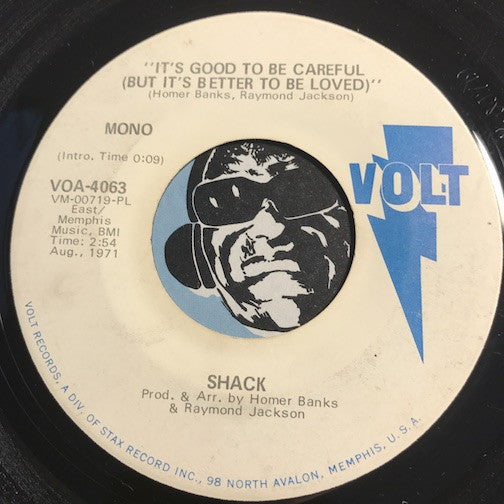 "IT'S GOOD TO BE CAREFUL
(BUT IT'S BETTER TO BE LOVED)"
(Homer Banks, Raymond Jackson)
MONO
(Intro. Time 0:09)
VOA-4063
VM-00719-PL
East/
Memphis
Music, BMI
Time: 2:54
Aug., 1971
VOLT
SHACK
Prod. & Arr. by Homer Banks
& Raymond Jackson
VOLT RECORDS, A DIV. OF STAX RECORD INC., 98 NORTH AVALON, MEMPHIS, U.S.A.